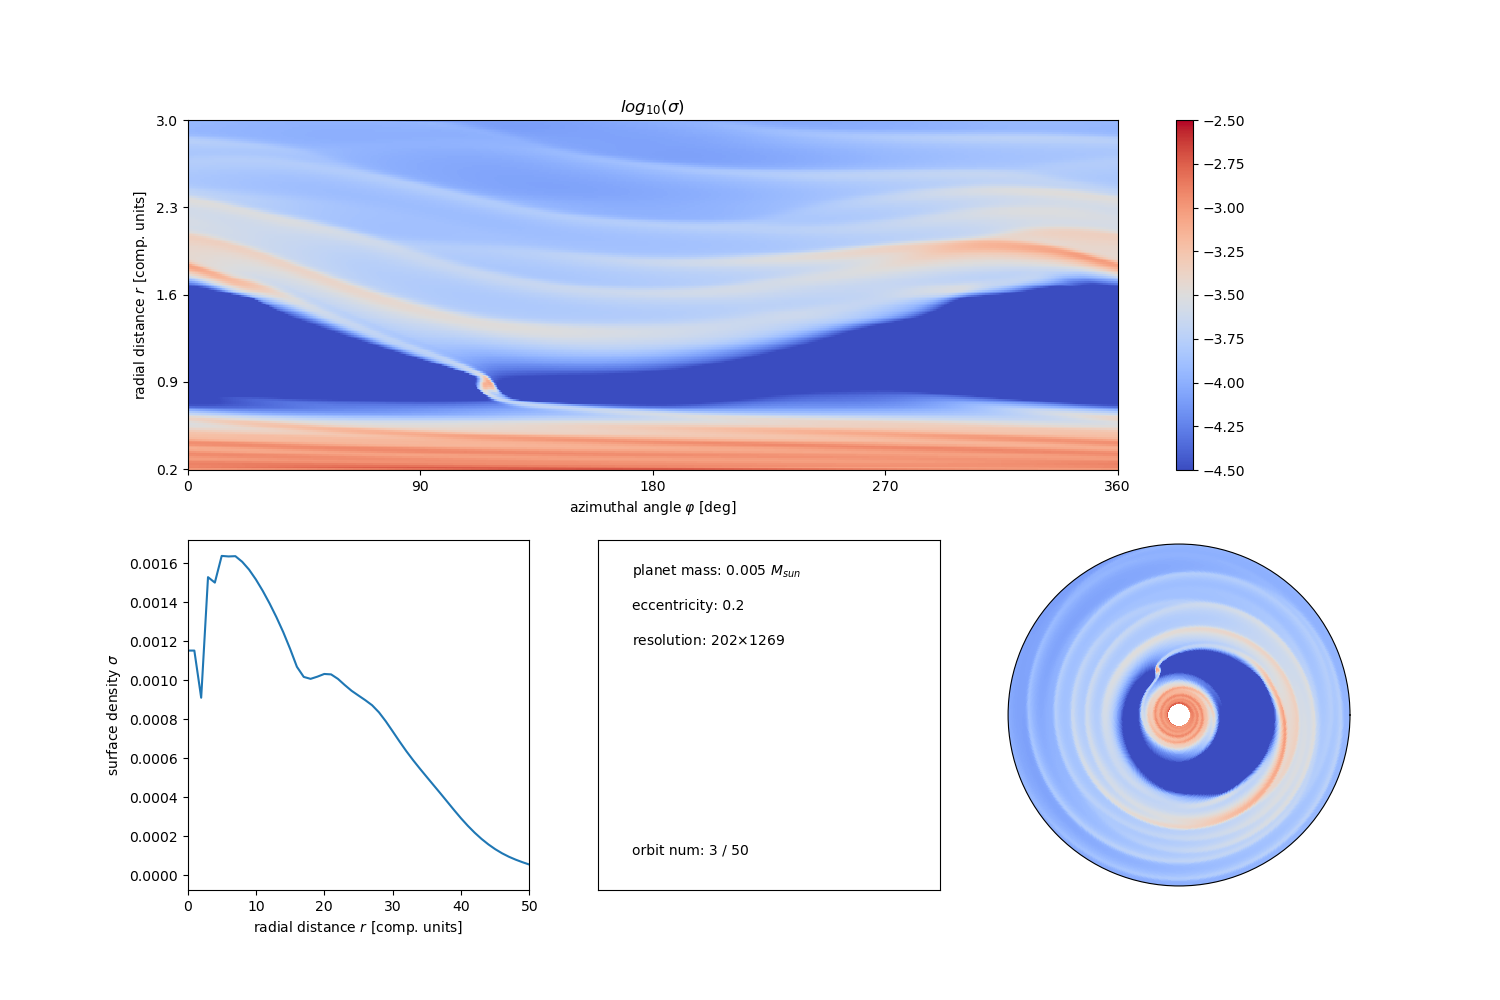 log₁₀(σ)
3.0
2.3
1.6
0.9
0.2
radial distance r [comp. units]
0 90 180 270 360
azimuthal angle φ [deg]
−2.50
−2.75
−3.00
−3.25
−3.50
−3.75
−4.00
−4.25
−4.50
0.0016
0.0014
0.0012
0.0010
0.0008
0.0006
0.0004
0.0002
0.0000
surface density σ
0 10 20 30 40 50
radial distance r [comp. units]
planet mass: 0.005 M_sun
eccentricity: 0.2
resolution: 202×1269
orbit num: 3 / 50